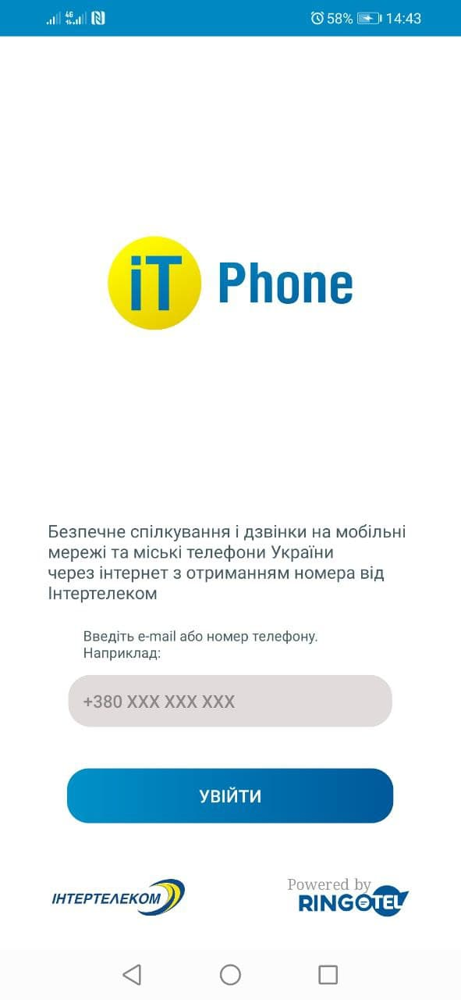 4G
58%
14:43
iT Phone
Безпечне спілкування і дзвінки на мобільні
мережі та міські телефони України
через інтернет з отриманням номера від
Інтертелеком
Введіть e-mail або номер телефону.
Наприклад:
+380 XXX XXX XXX
УВІЙТИ
ІНТЕРТЕЛЕКОМ
Powered by
RINGOTEL